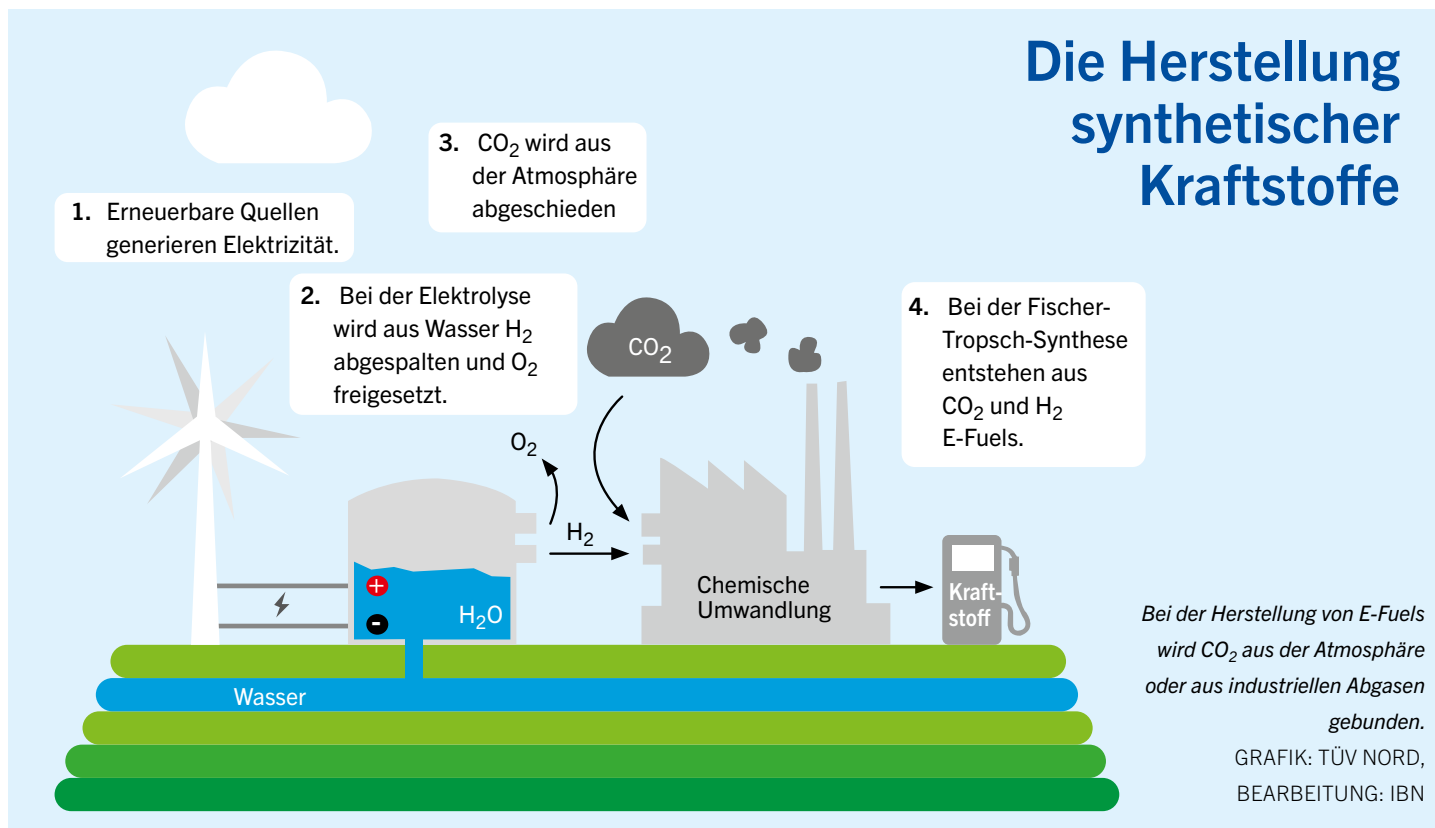 Die Herstellung
synthetischer
Kraftstoffe
1. Erneuerbare Quellen
generieren Elektrizität.
2. Bei der Elektrolyse
wird aus Wasser H₂
abgespalten und O₂
freigesetzt.
3. CO₂ wird aus
der Atmosphäre
abgeschieden
4. Bei der Fischer-
Tropsch-Synthese
entstehen aus
CO₂ und H₂
E-Fuels.
CO₂
O₂
H₂
+
-
H₂O
Chemische
Umwandlung
Kraft-
stoff
Wasser
Bei der Herstellung von E-Fuels
wird CO₂ aus der Atmosphäre
oder aus industriellen Abgasen
gebunden.
GRAFIK: TÜV NORD,
BEARBEITUNG: IBN